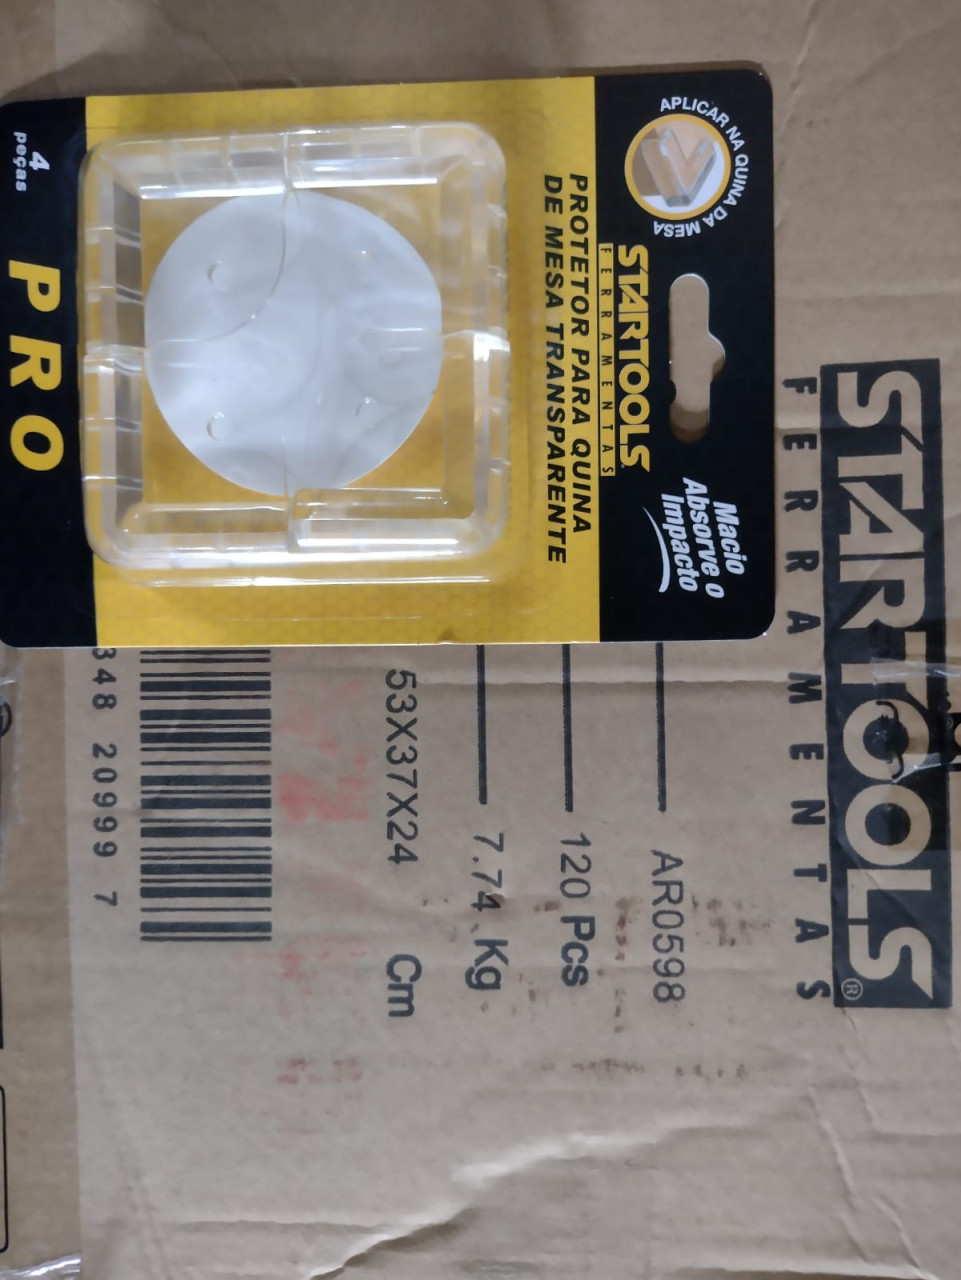 APLICAR NA QUINA DA MESA
STARTOOLS
FERRAMENTAS
PROTETOR PARA QUINA
DE MESA TRANSPARENTE
Macio
Absorve o
Impacto
4
peças
PRO
STARTOOLS®
FERRAMENTAS
AR0598
120 Pcs
7.74 Kg
53X37X24 Cm
348 20999 7